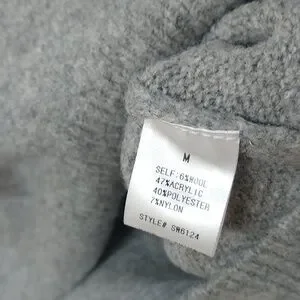 M
SELF:6%WOOL
47%ACRYLIC
40%POLYESTER
7%NYLON
STYLE# SW6124